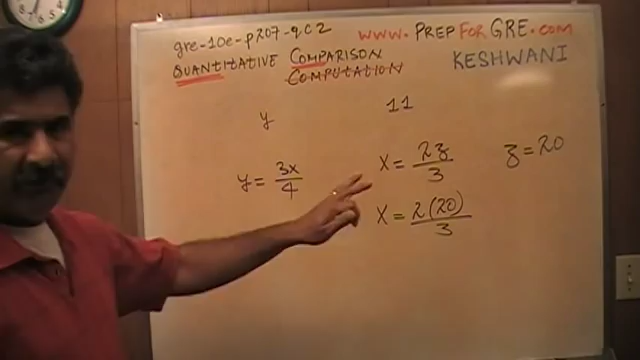 gre-10e-p207-qc2 www.PREPFORGRE.com
QUANTITATIVE COMPARISON KESHWANI
COMPUTATION
y 11
y = 3x/4 x = 2z/3 z = 20
x = 2(20)/3